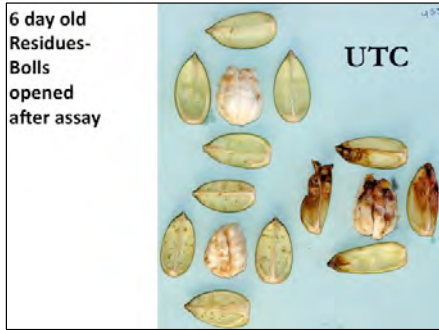 6 day old
Residues-
Bolls
opened
after assay
UTC